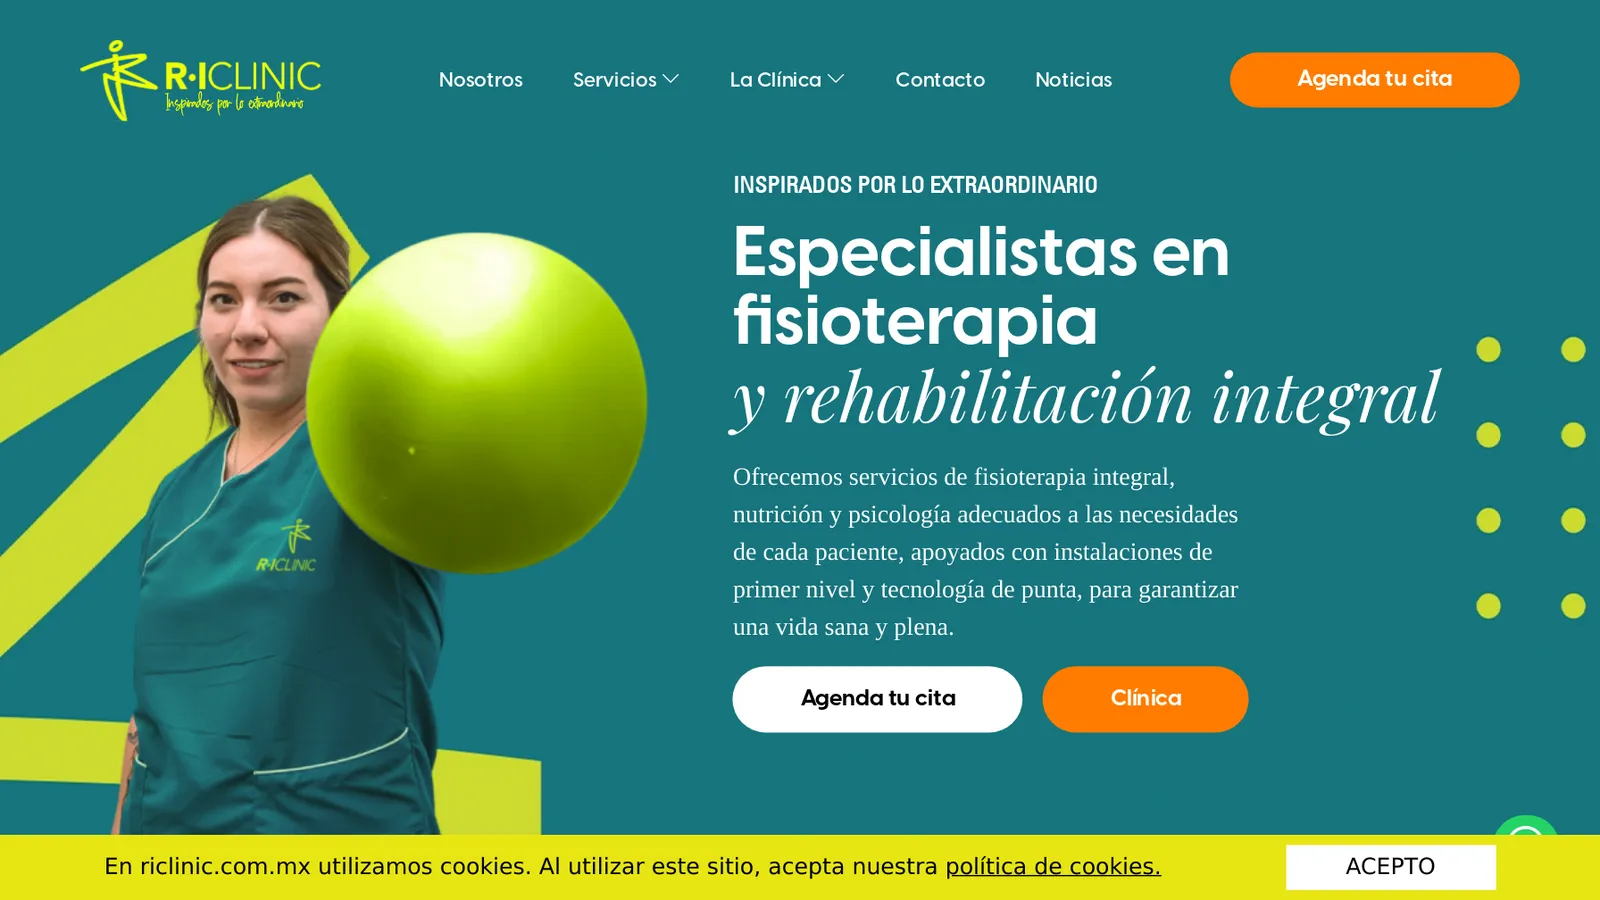 R·ICLINIC
Inspirados por lo extraordinario
Nosotros
Servicios
La Clínica
Contacto
Noticias
Agenda tu cita
INSPIRADOS POR LO EXTRAORDINARIO
Especialistas en
fisioterapia
y rehabilitación integral
Ofrecemos servicios de fisioterapia integral,
nutrición y psicología adecuados a las necesidades
de cada paciente, apoyados con instalaciones de
primer nivel y tecnología de punta, para garantizar
una vida sana y plena.
Agenda tu cita
Clínica
R·ICLINIC
En riclinic.com.mx utilizamos cookies. Al utilizar este sitio, acepta nuestra política de cookies.
ACEPTO